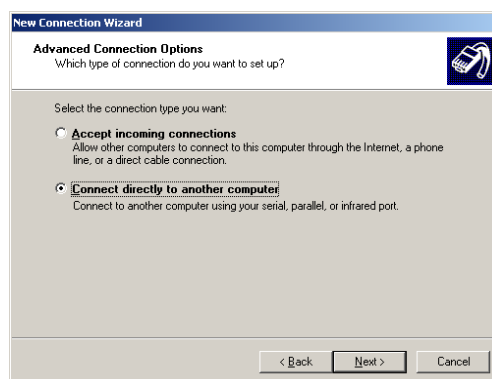 New Connection Wizard
Advanced Connection Options
Which type of connection do you want to set up?
Select the connection type you want:
Accept incoming connections
Allow other computers to connect to this computer through the Internet, a phone
line, or a direct cable connection.
Connect directly to another computer
Connect to another computer using your serial, parallel, or infrared port.
< Back
Next >
Cancel